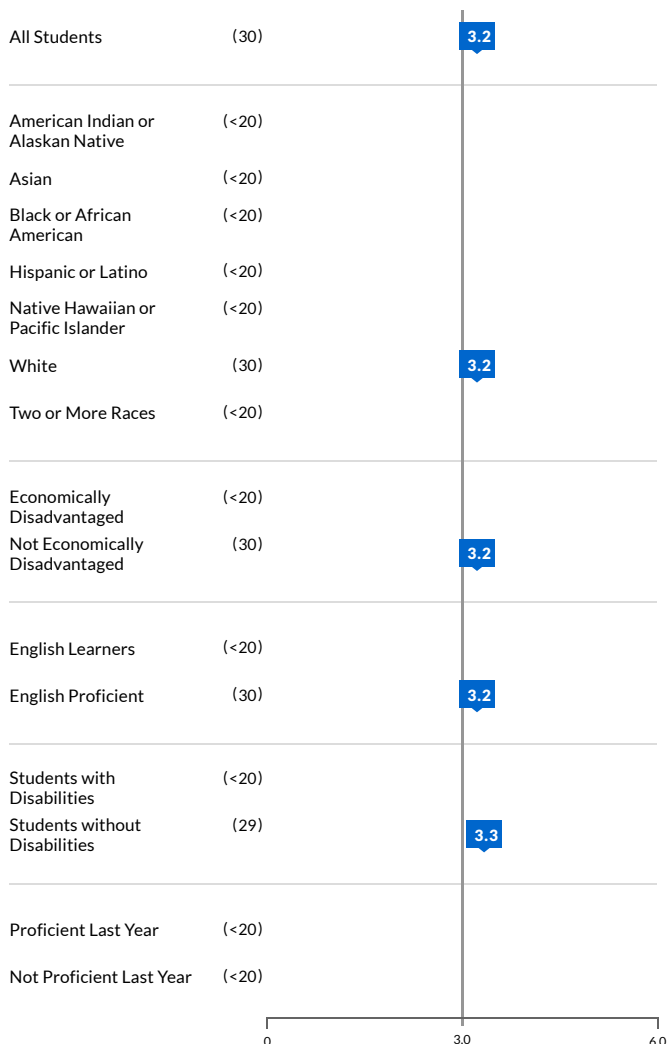 All Students (30) 3.2
American Indian or (<20)
Alaskan Native
Asian (<20)
Black or African (<20)
American
Hispanic or Latino (<20)
Native Hawaiian or (<20)
Pacific Islander
White (30) 3.2
Two or More Races (<20)
Economically (<20)
Disadvantaged
Not Economically (30) 3.2
Disadvantaged
English Learners (<20)
English Proficient (30) 3.2
Students with (<20)
Disabilities
Students without (29) 3.3
Disabilities
Proficient Last Year (<20)
Not Proficient Last Year (<20)
0 3.0 6.0